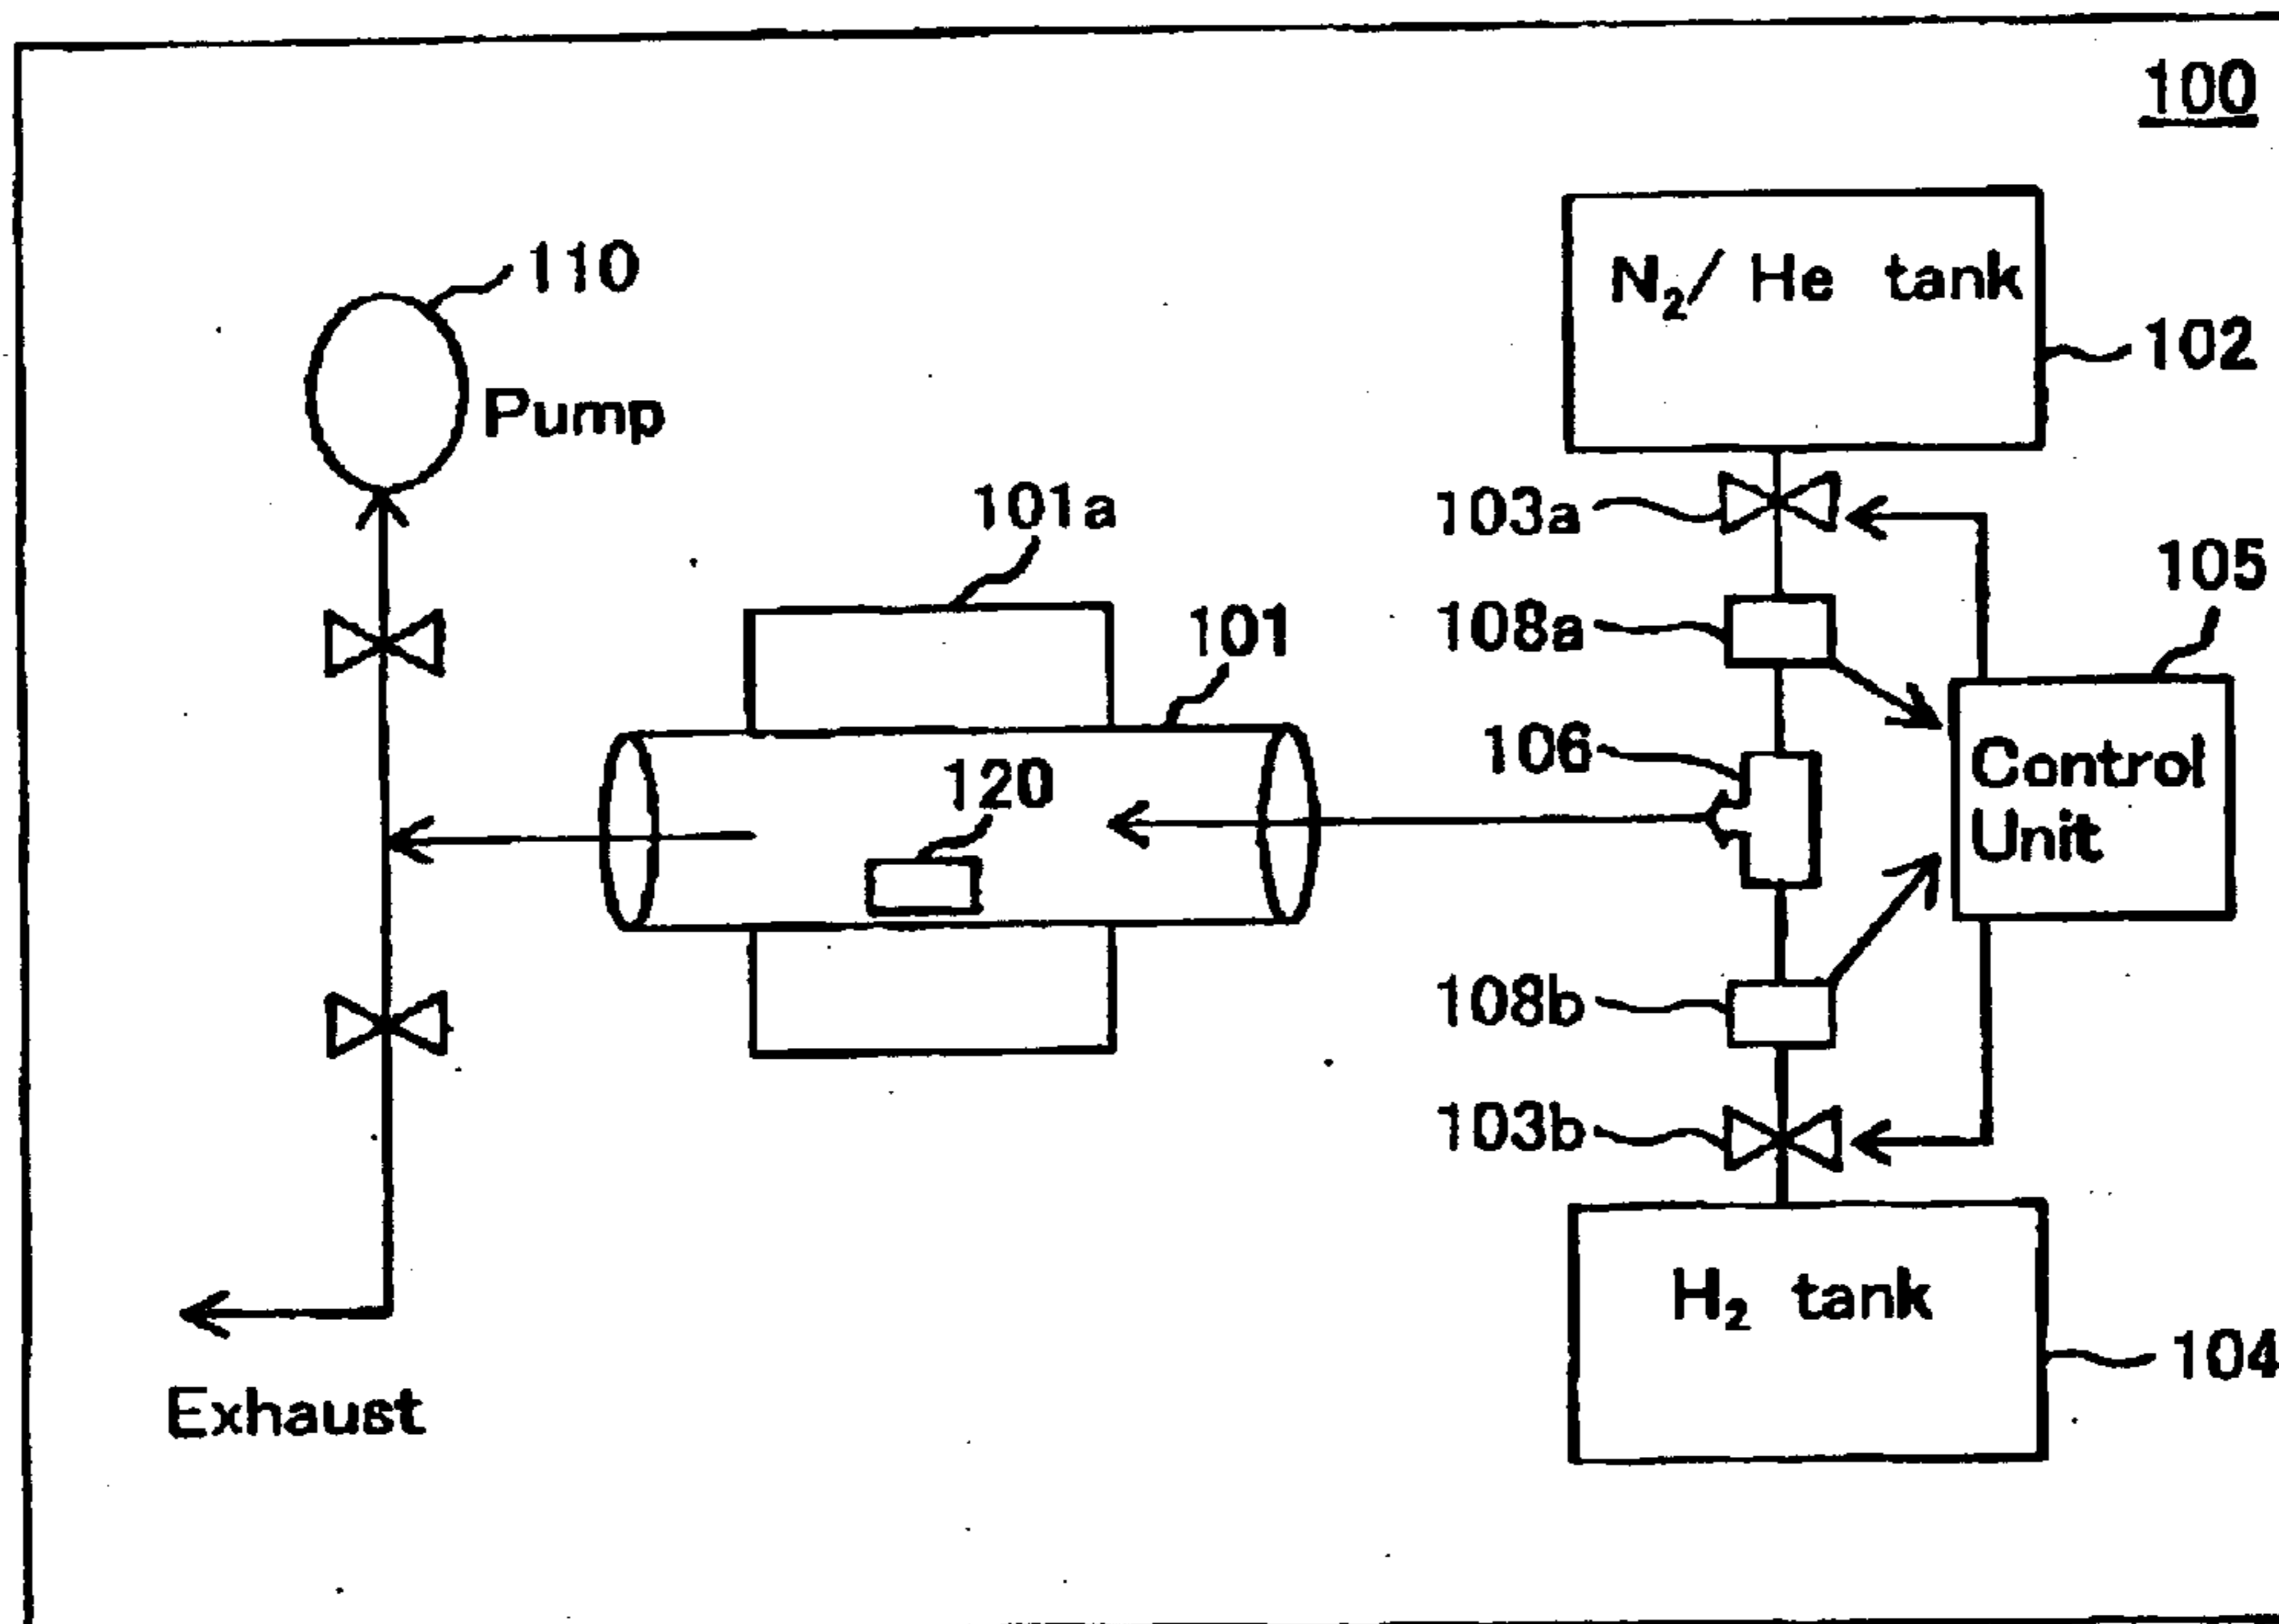 100
110
Pump
N₂/ He tank
102
101a
103a
105
101
108a
106
Control
Unit
120
108b
103b
H₂ tank
104
Exhaust